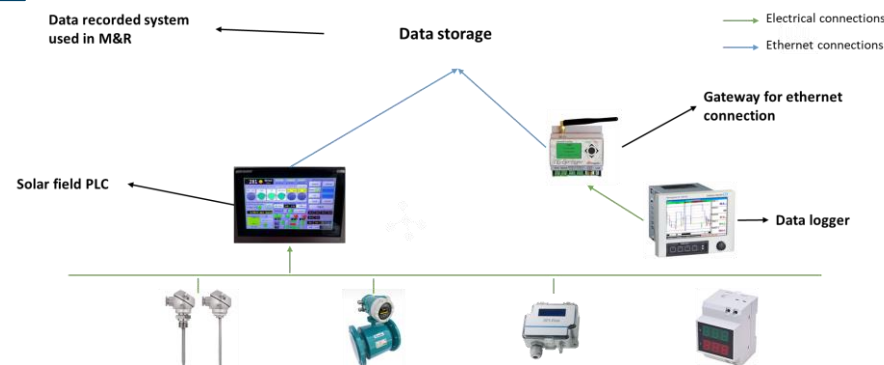 Data recorded system
used in M&R
Data storage
Electrical connections
Ethernet connections
Gateway for ethernet
connection
Solar field PLC
Data logger